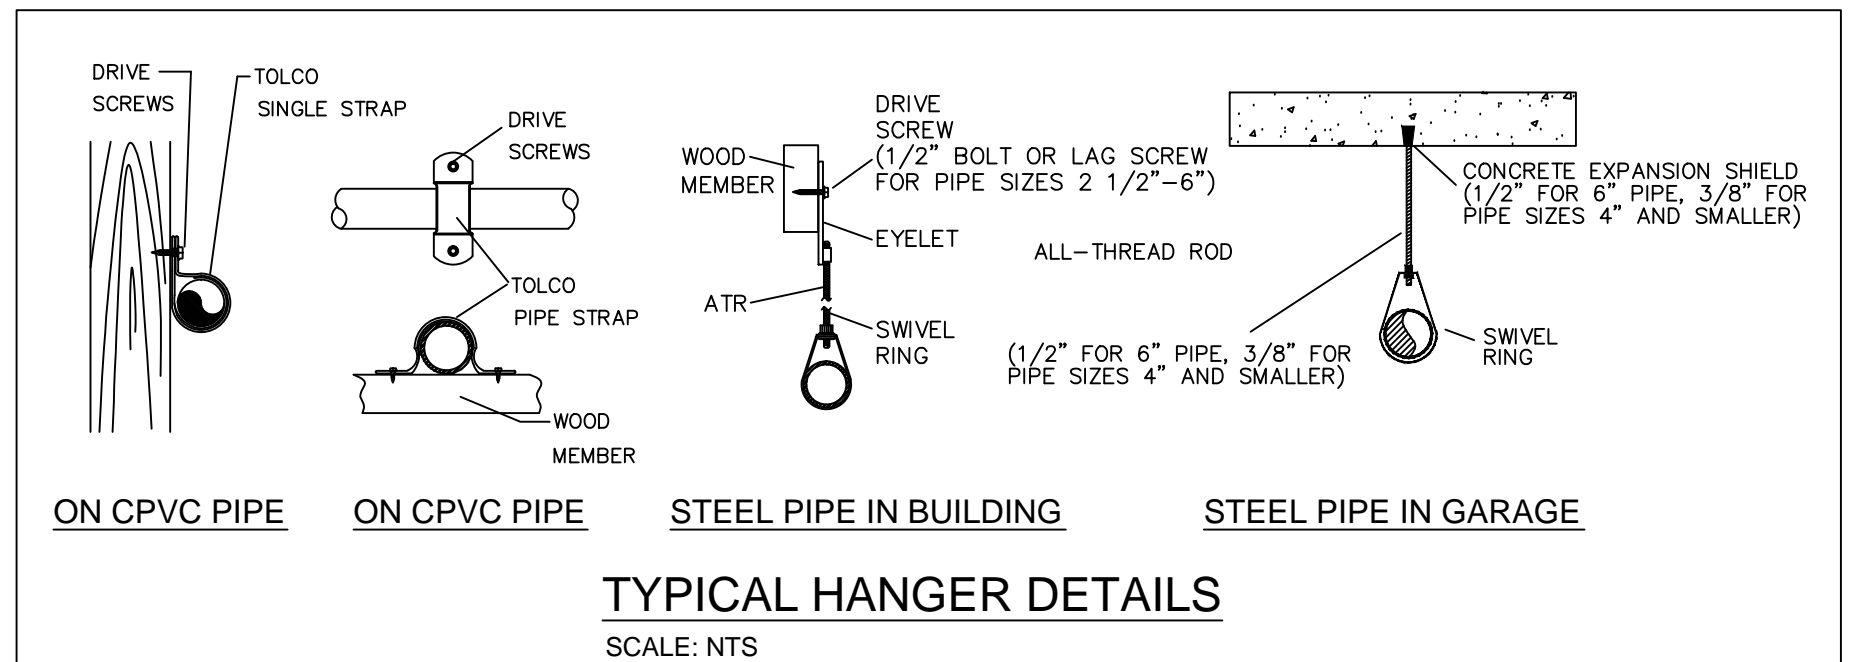 DRIVE
SCREWS
TOLCO
SINGLE STRAP
ON CPVC PIPE
DRIVE
SCREWS
TOLCO
PIPE STRAP
WOOD
MEMBER
ON CPVC PIPE
WOOD
MEMBER
DRIVE
SCREW
(1/2" BOLT OR LAG SCREW
FOR PIPE SIZES 2 1/2"-6")
EYELET
ATR
SWIVEL
RING
STEEL PIPE IN BUILDING
ALL-THREAD ROD
(1/2" FOR 6" PIPE, 3/8" FOR
PIPE SIZES 4" AND SMALLER)
CONCRETE EXPANSION SHIELD
(1/2" FOR 6" PIPE, 3/8" FOR
PIPE SIZES 4" AND SMALLER)
SWIVEL
RING
STEEL PIPE IN GARAGE
TYPICAL HANGER DETAILS
SCALE: NTS